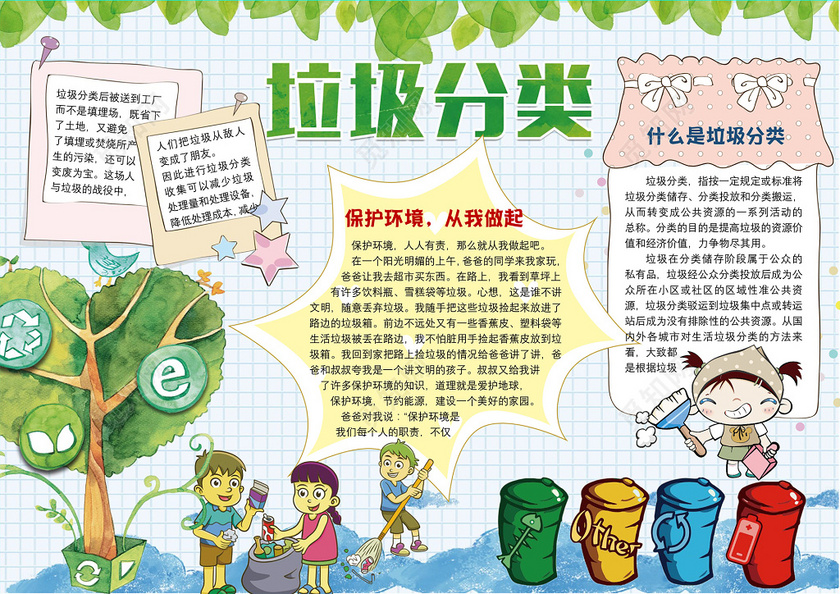 垃圾分类
垃圾分类后被送到工厂
而不是填埋场，既省下
了土地，又避免
了填埋或焚烧所产
生的污染，还可以
变废为宝。这场人
与垃圾的战役中，
人们把垃圾从敌人
变成了朋友。
因此进行垃圾分类
收集可以减少垃圾
处理量和处理设备，
降低处理成本，减少
保护环境，从我做起
保护环境，人人有责，那么就从我做起吧。
在一个阳光明媚的上午，爸爸的同学来我家玩，
爸爸让我去超市买东西。在路上，我看到草坪上
有许多饮料瓶、雪糕袋等垃圾。心想，这是谁不讲
文明，随意丢弃垃圾。我随手把这些垃圾捡起来放进了
路边的垃圾箱。前边不远处又有一些香蕉皮、塑料袋等
生活垃圾被丢在路边，我不怕脏用手捡起香蕉皮放到垃
圾箱。我回到家把路上捡垃圾的情况给爸爸讲了讲，爸
爸和叔叔夸我是一个讲文明的孩子。叔叔又给我讲
了许多保护环境的知识，道理就是爱护地球，
保护环境，节约能源，建设一个美好的家园。
爸爸对我说：“保护环境是
我们每个人的职责，不仅
什么是垃圾分类
垃圾分类，指按一定规定或标准将
垃圾分类储存、分类投放和分类搬运，
从而转变成公共资源的一系列活动的
总称。分类的目的是提高垃圾的资源价
值和经济价值，力争物尽其用。
垃圾在分类储存阶段属于公众的
私有品，垃圾经公众分类投放后成为公
众所在小区或社区的区域性准公共资
源，垃圾分类驳运到垃圾集中点或转运
站后成为没有排除性的公共资源。从国
内外各城市对生活垃圾分类的方法来
看，大致都
是根据垃圾
e
Other